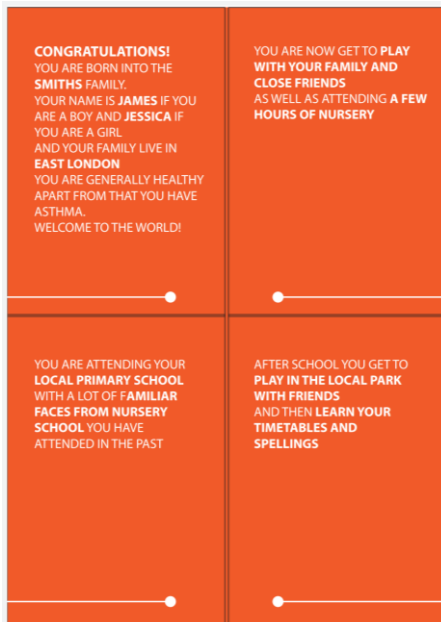 CONGRATULATIONS!
YOU ARE BORN INTO THE
SMITHS FAMILY.
YOUR NAME IS JAMES IF YOU
ARE A BOY AND JESSICA IF
YOU ARE A GIRL
AND YOUR FAMILY LIVE IN
EAST LONDON
YOU ARE GENERALLY HEALTHY
APART FROM THAT YOU HAVE
ASTHMA.
WELCOME TO THE WORLD!
YOU ARE NOW GET TO PLAY
WITH YOUR FAMILY AND
CLOSE FRIENDS
AS WELL AS ATTENDING A FEW
HOURS OF NURSERY
YOU ARE ATTENDING YOUR
LOCAL PRIMARY SCHOOL
WITH A LOT OF FAMILIAR
FACES FROM NURSERY
SCHOOL YOU HAVE
ATTENDED IN THE PAST
AFTER SCHOOL YOU GET TO
PLAY IN THE LOCAL PARK
WITH FRIENDS
AND THEN LEARN YOUR
TIMETABLES AND
SPELLINGS